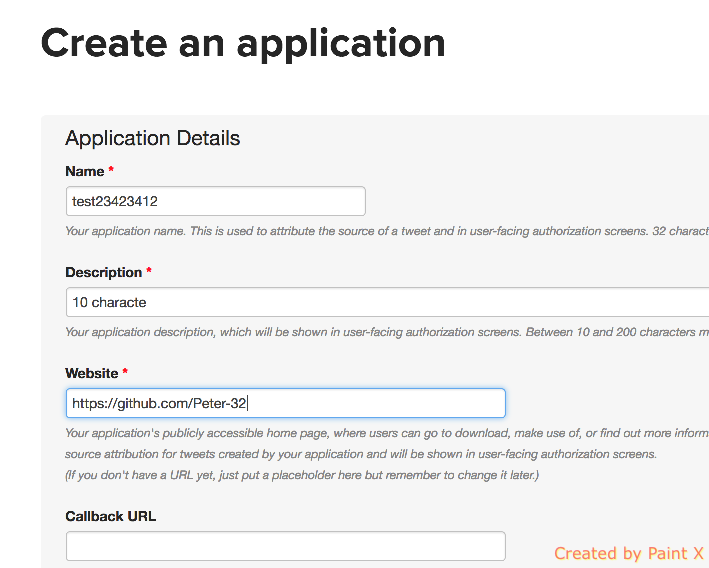 Create an application
Application Details
Name *
test23423412
Your application name. This is used to attribute the source of a tweet and in user-facing authorization screens. 32 charact
Description *
10 characte
Your application description, which will be shown in user-facing authorization screens. Between 10 and 200 characters m
Website *
https://github.com/Peter-32
Your application's publicly accessible home page, where users can go to download, make use of, or find out more inform
source attribution for tweets created by your application and will be shown in user-facing authorization screens.
(If you don't have a URL yet, just put a placeholder here but remember to change it later.)
Callback URL
Created by Paint X